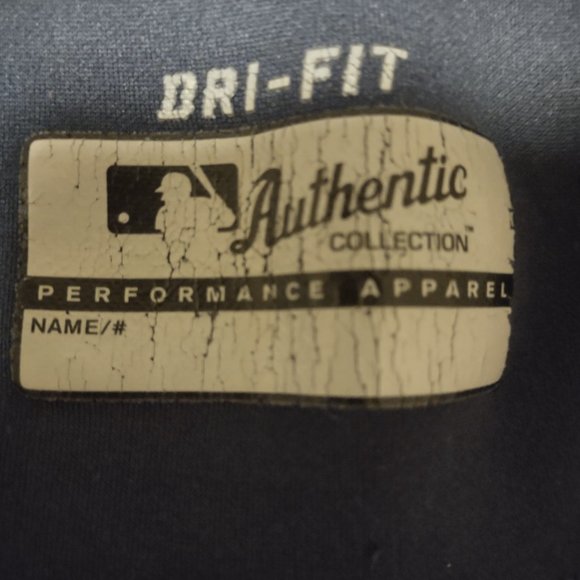 DRI-FIT
Authentic
COLLECTION™
PERFORMANCE APPAREL
NAME/#